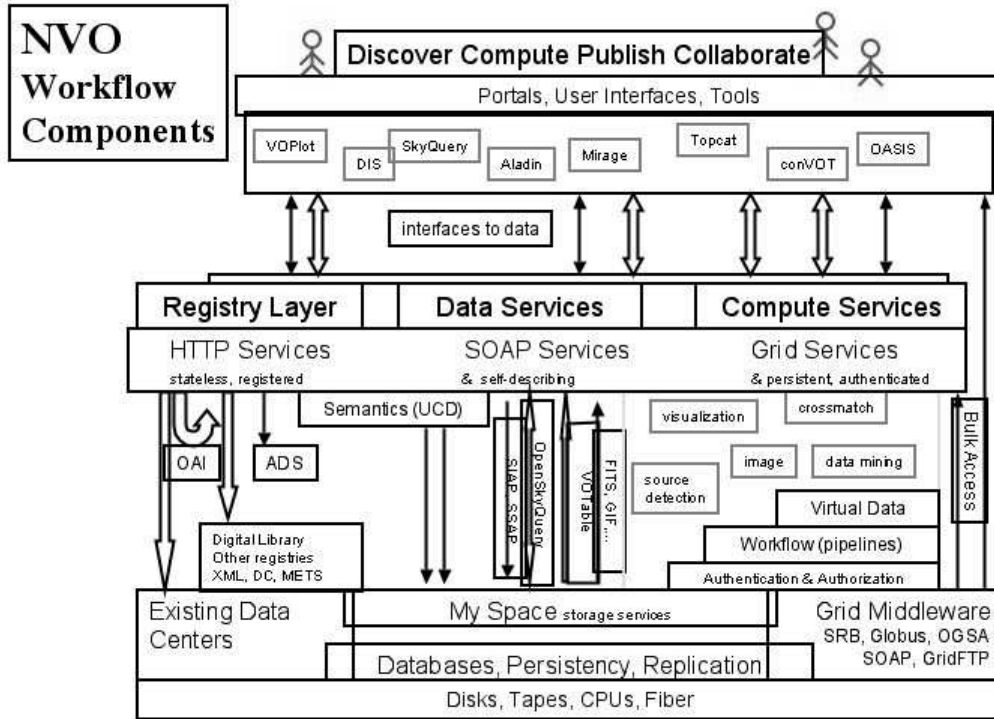 NVO
Workflow
Components
Discover Compute Publish Collaborate
Portals, User Interfaces, Tools
VOPlot
DIS
SkyQuery
Aladin
Mirage
Topcat
conVOT
OASIS
interfaces to data
Registry Layer
Data Services
Compute Services
HTTP Services
SOAP Services
Grid Services
stateless, registered
& self-describing
& persistent, authenticated
Semantics (UCD)
visualization
crossmatch
OAI
ADS
SIAP, SSAP
OpenSkyQuery
VOTable
FITS, GIF,...
source
detection
image
data mining
Bulk Access
Virtual Data
Workflow (pipelines)
Authentication & Authorization
Digital Library
Other registries
XML, DC, METS
Existing Data
Centers
My Space storage services
Grid Middleware
SRB, Globus, OGSA
SOAP, GridFTP
Databases, Persistency, Replication
Disks, Tapes, CPUs, Fiber